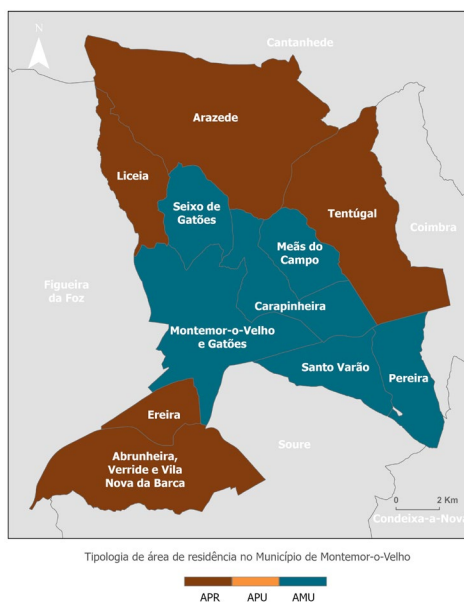 N
Cantanhede
Arazede
Liceia
Seixo de
Gatões
Tentúgal
Coimbra
Meãs do
Campo
Figueira
da Foz
Carapinheira
Montemor-o-Velho
e Gatões
Santo Varão
Pereira
Ereira
Soure
Abrunheira,
Verride e Vila
Nova da Barca
0 2 Km
Condeixa-a-Nova
Tipologia de área de residência no Município de Montemor-o-Velho
APR APU AMU